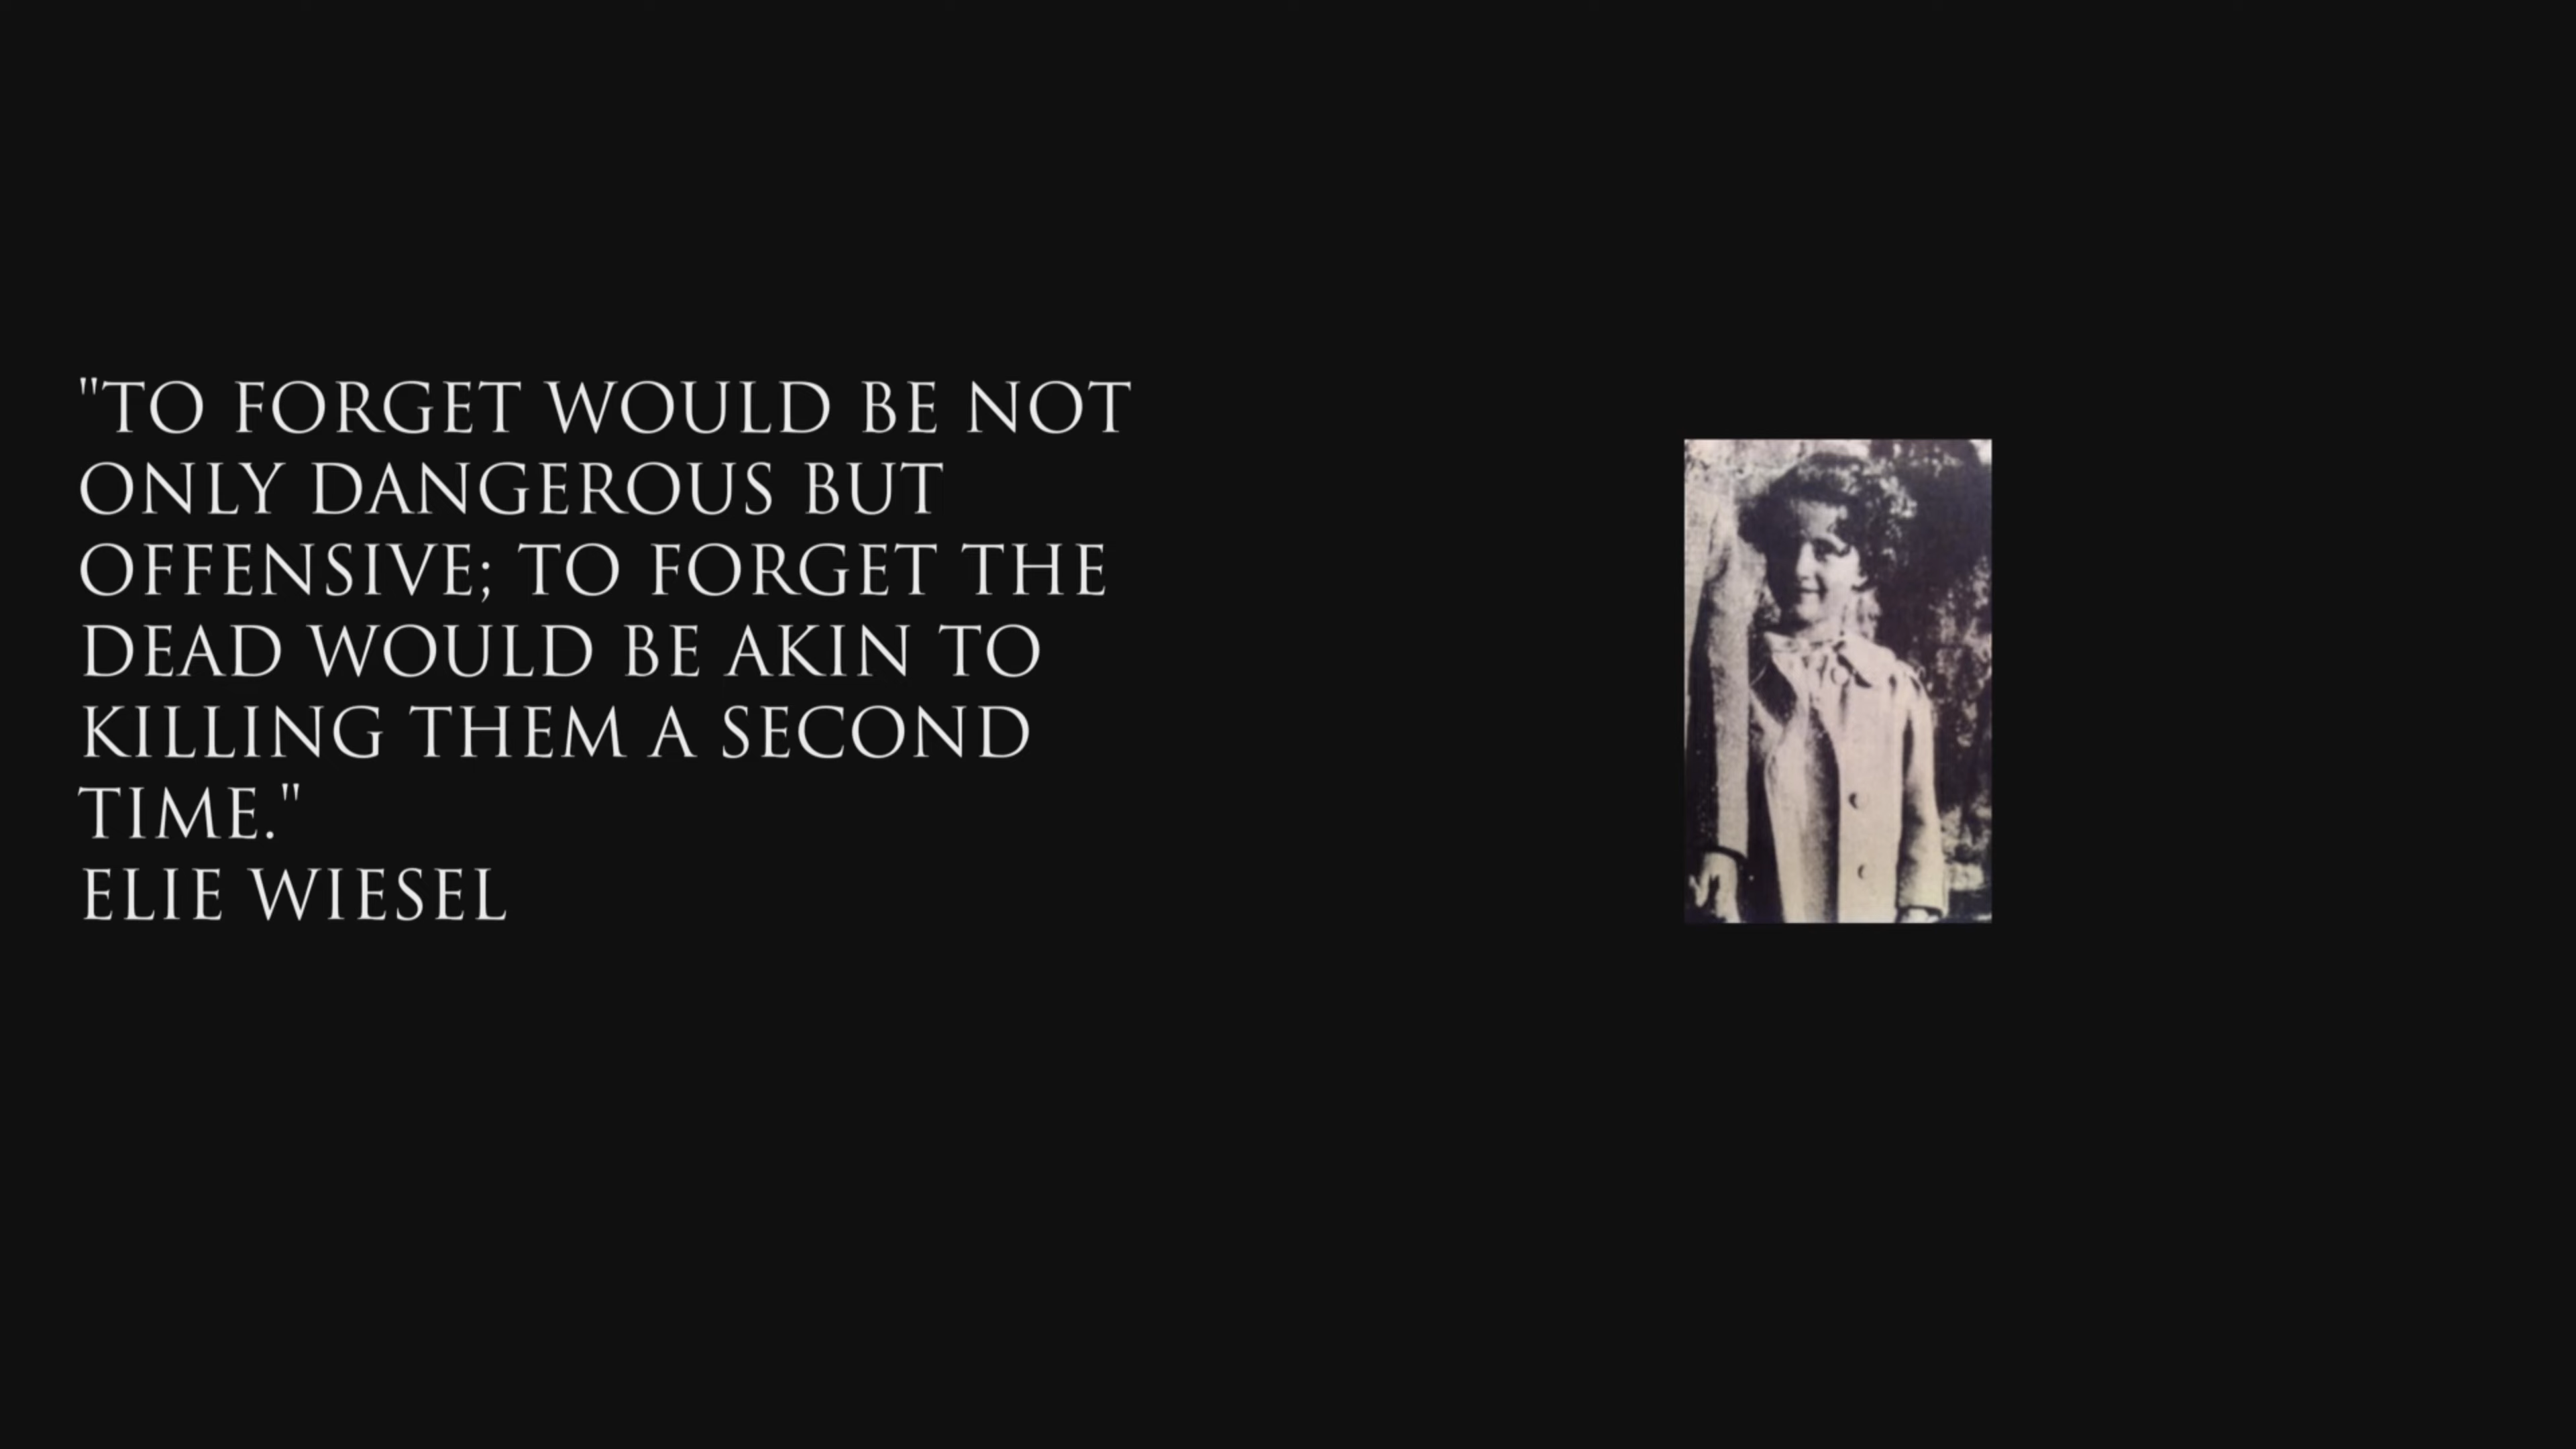 "TO FORGET WOULD BE NOT
ONLY DANGEROUS BUT
OFFENSIVE; TO FORGET THE
DEAD WOULD BE AKIN TO
KILLING THEM A SECOND
TIME."
ELIE WIESEL